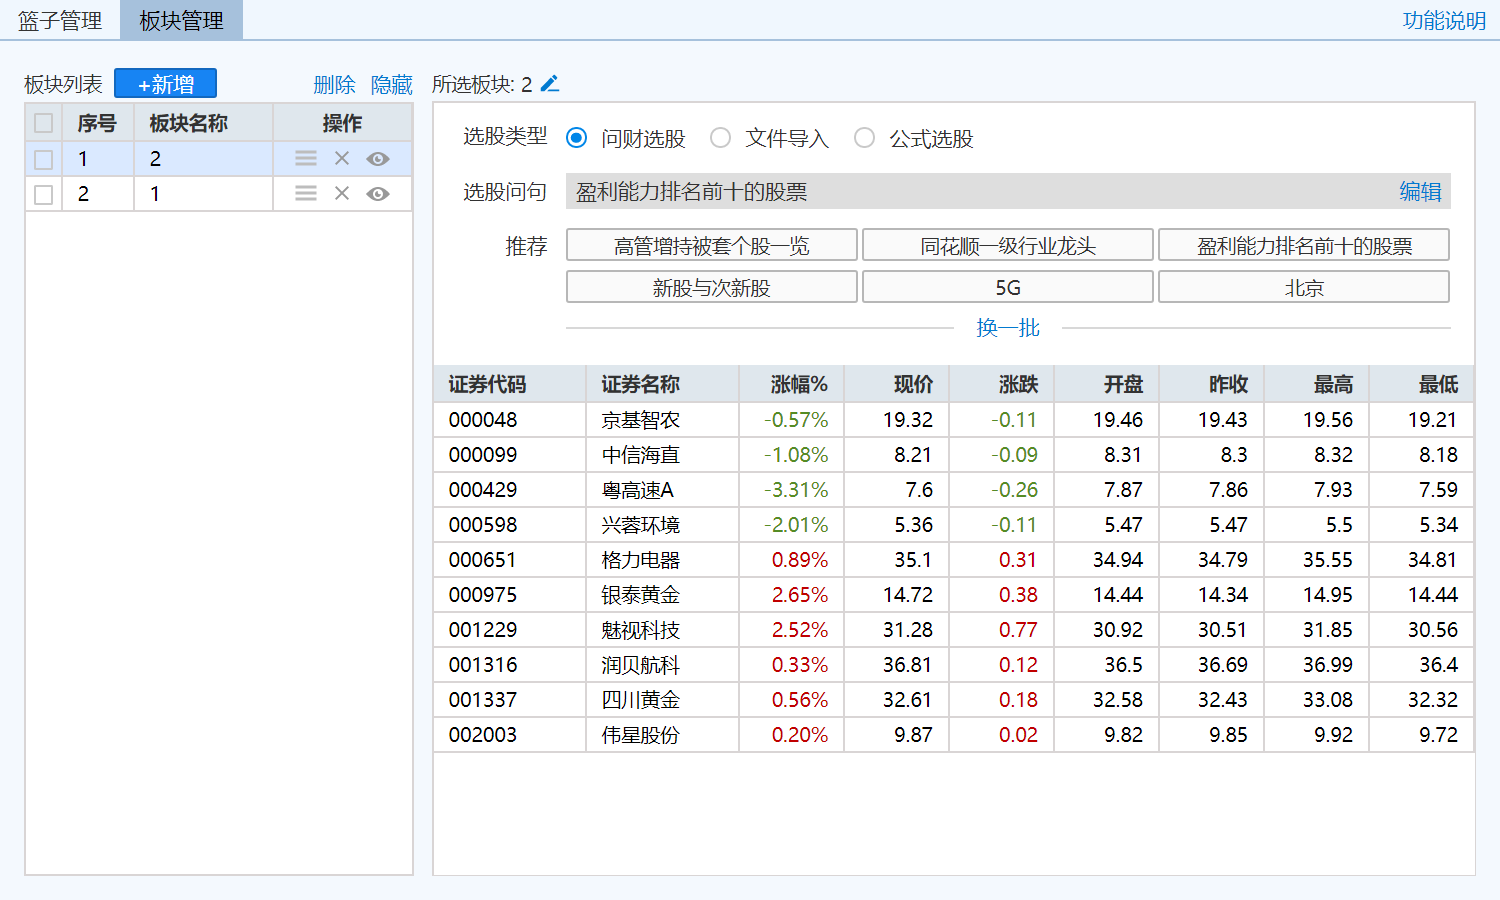 篮子管理 板块管理 功能说明
板块列表 +新增 删除 隐藏 所选板块: 2
序号 板块名称 操作
1 2
2 1
选股类型 问财选股 文件导入 公式选股
选股问句 盈利能力排名前十的股票 编辑
推荐 高管增持被套个股一览 同花顺一级行业龙头 盈利能力排名前十的股票
新股与次新股 5G 北京
换一批
证券代码 证券名称 涨幅% 现价 涨跌 开盘 昨收 最高 最低
000048 京基智农 -0.57% 19.32 -0.11 19.46 19.43 19.56 19.21
000099 中信海直 -1.08% 8.21 -0.09 8.31 8.3 8.32 8.18
000429 粤高速A -3.31% 7.6 -0.26 7.87 7.86 7.93 7.59
000598 兴蓉环境 -2.01% 5.36 -0.11 5.47 5.47 5.5 5.34
000651 格力电器 0.89% 35.1 0.31 34.94 34.79 35.55 34.81
000975 银泰黄金 2.65% 14.72 0.38 14.44 14.34 14.95 14.44
001229 魅视科技 2.52% 31.28 0.77 30.92 30.51 31.85 30.56
001316 润贝航科 0.33% 36.81 0.12 36.5 36.69 36.99 36.4
001337 四川黄金 0.56% 32.61 0.18 32.58 32.43 33.08 32.32
002003 伟星股份 0.20% 9.87 0.02 9.82 9.85 9.92 9.72